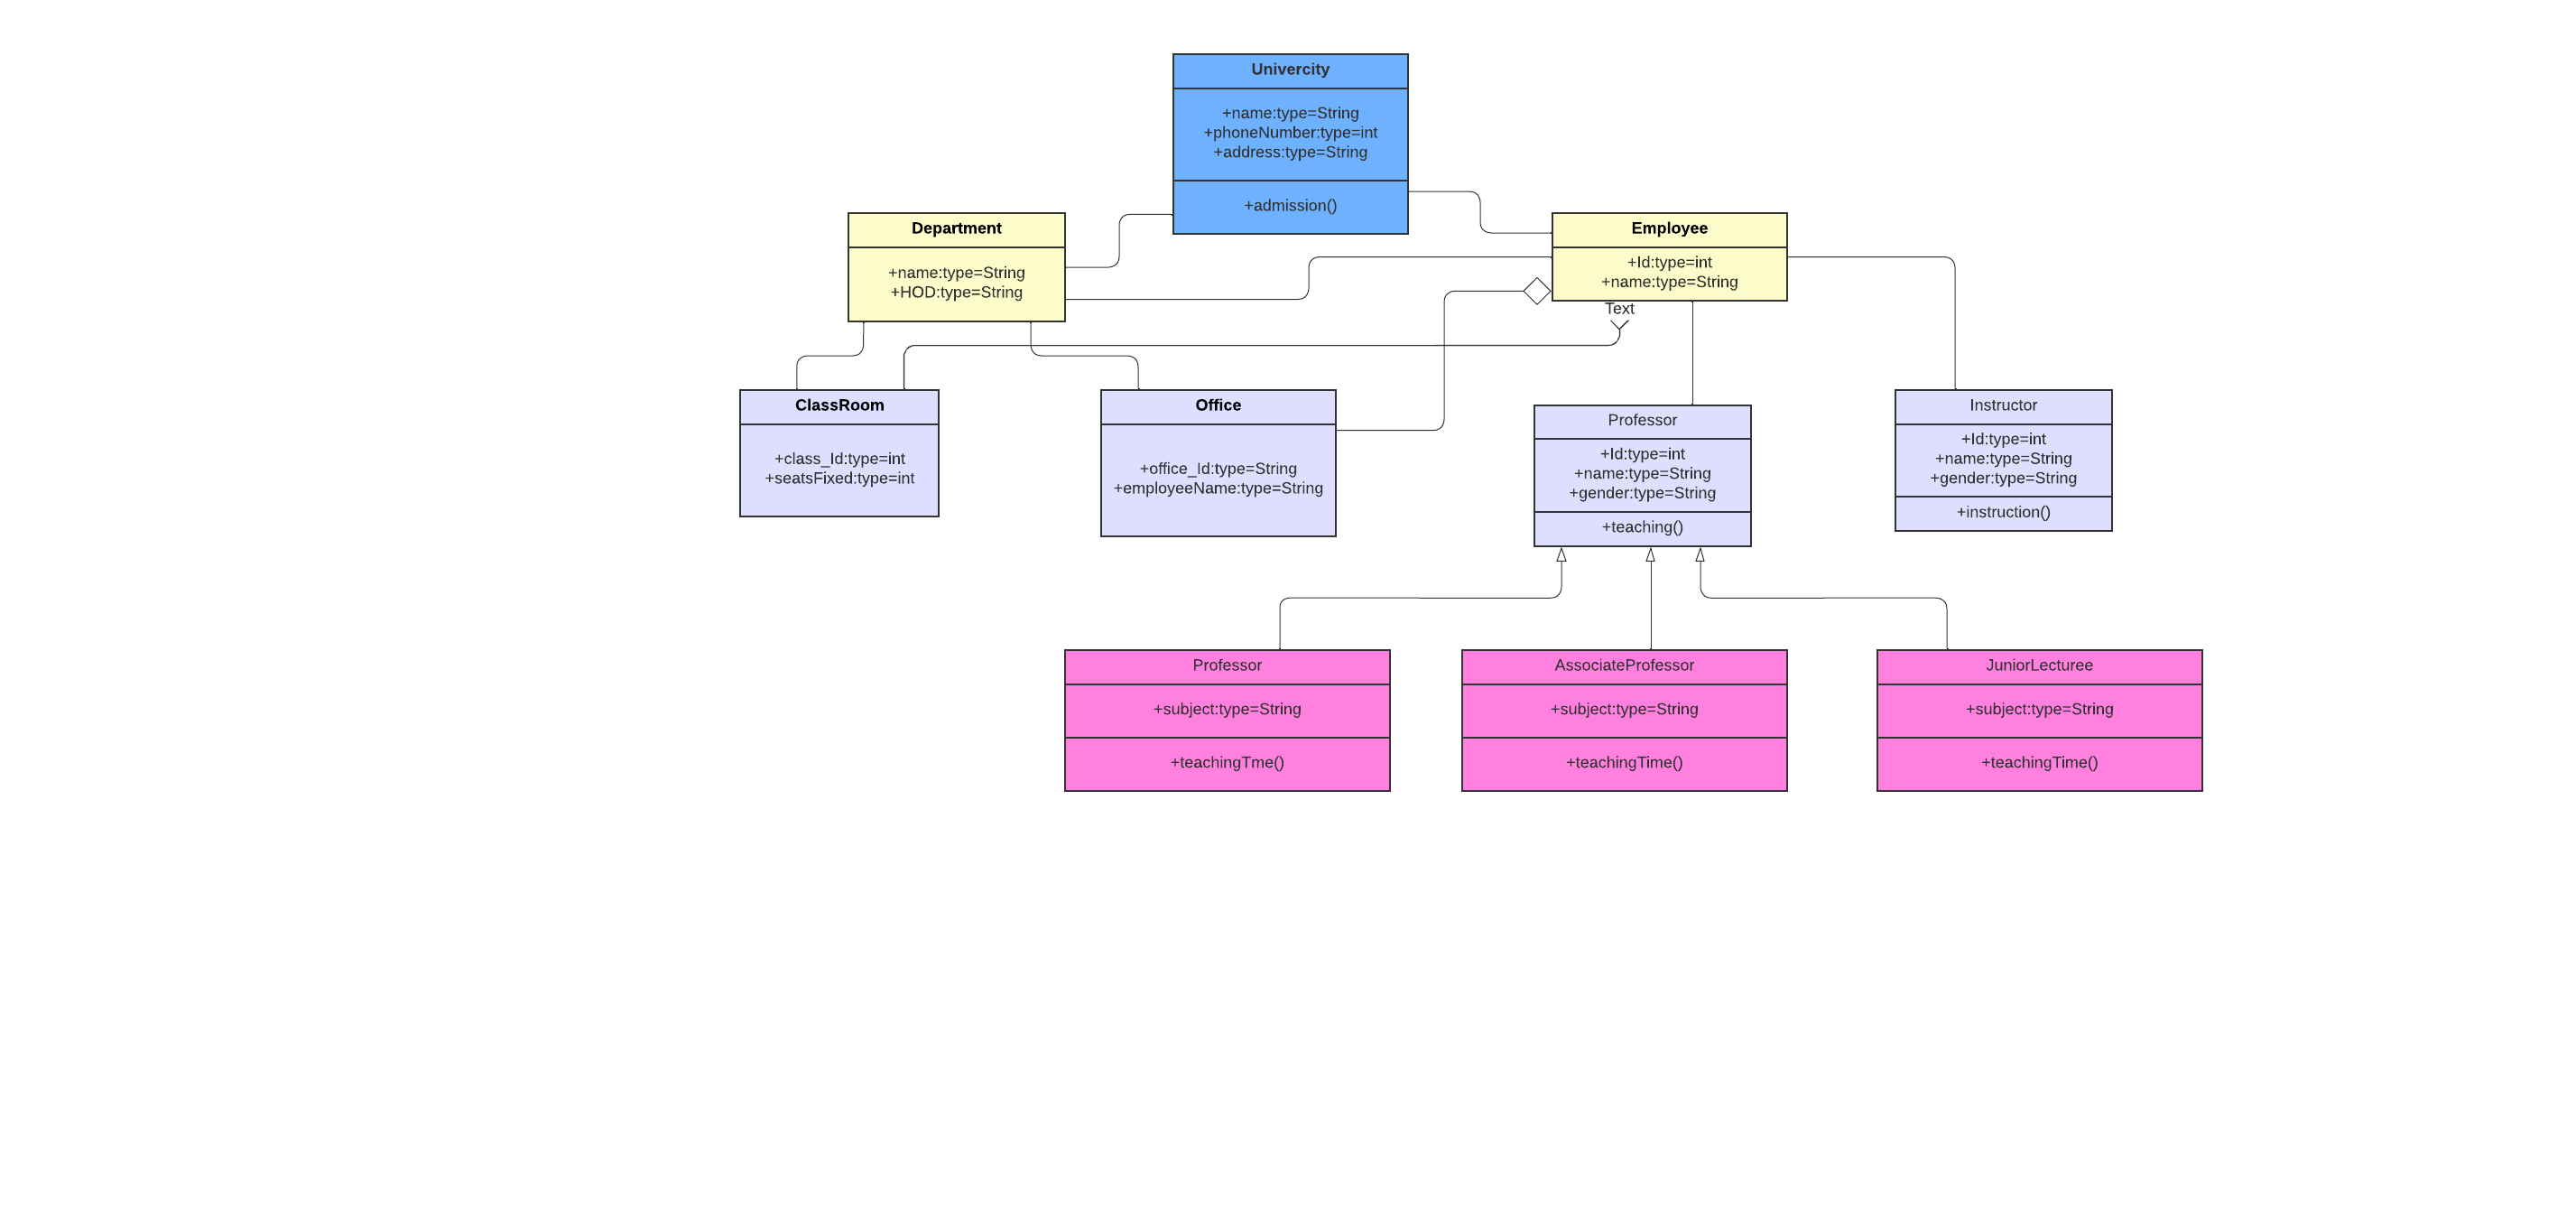 Univercity
+name:type=String
+phoneNumber:type=int
+address:type=String
+admission()
Department
+name:type=String
+HOD:type=String
Employee
+Id:type=int
+name:type=String
Text
ClassRoom
+class_Id:type=int
+seatsFixed:type=int
Office
+office_Id:type=String
+employeeName:type=String
Professor
+Id:type=int
+name:type=String
+gender:type=String
+teaching()
Instructor
+Id:type=int
+name:type=String
+gender:type=String
+instruction()
Professor
+subject:type=String
+teachingTme()
AssociateProfessor
+subject:type=String
+teachingTime()
JuniorLecturee
+subject:type=String
+teachingTime()